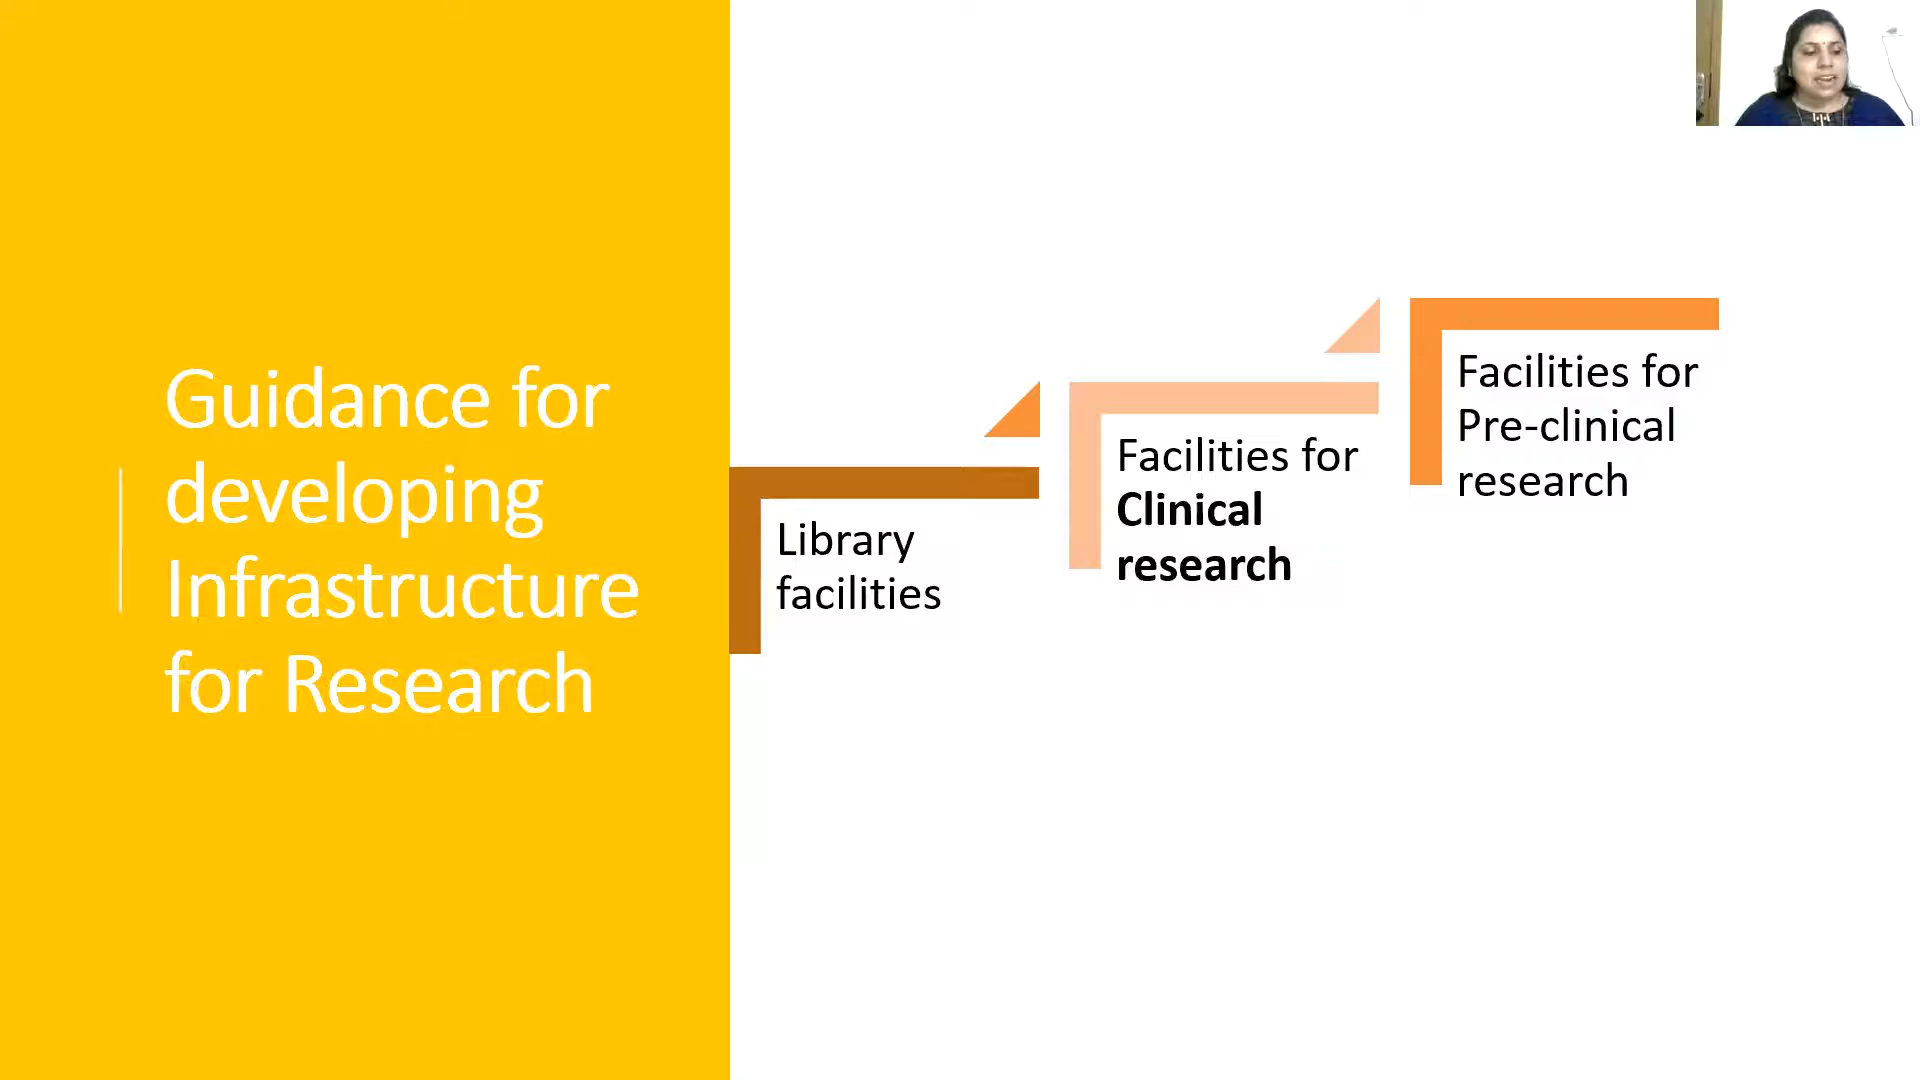 Guidance for
developing
Infrastructure
for Research
Library
facilities
Facilities for
Clinical
research
Facilities for
Pre-clinical
research